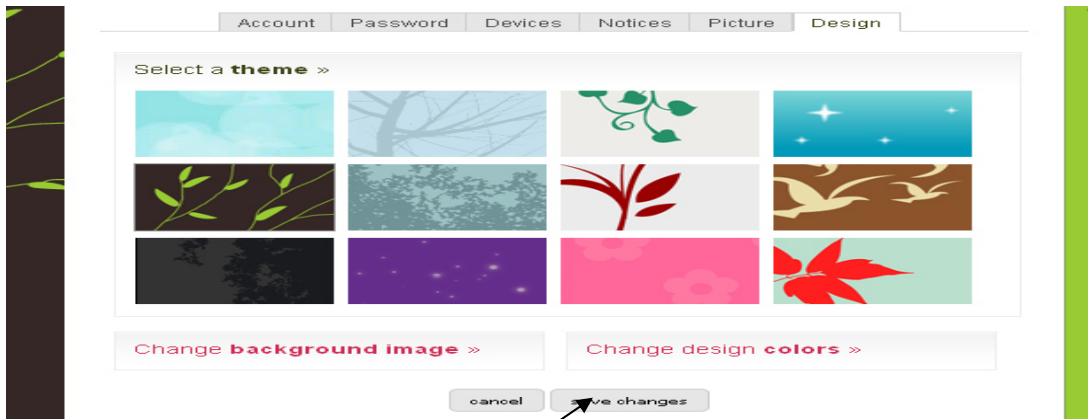 Account Password Devices Notices Picture Design
Select a theme »
Change background image » Change design colors »
cancel save changes